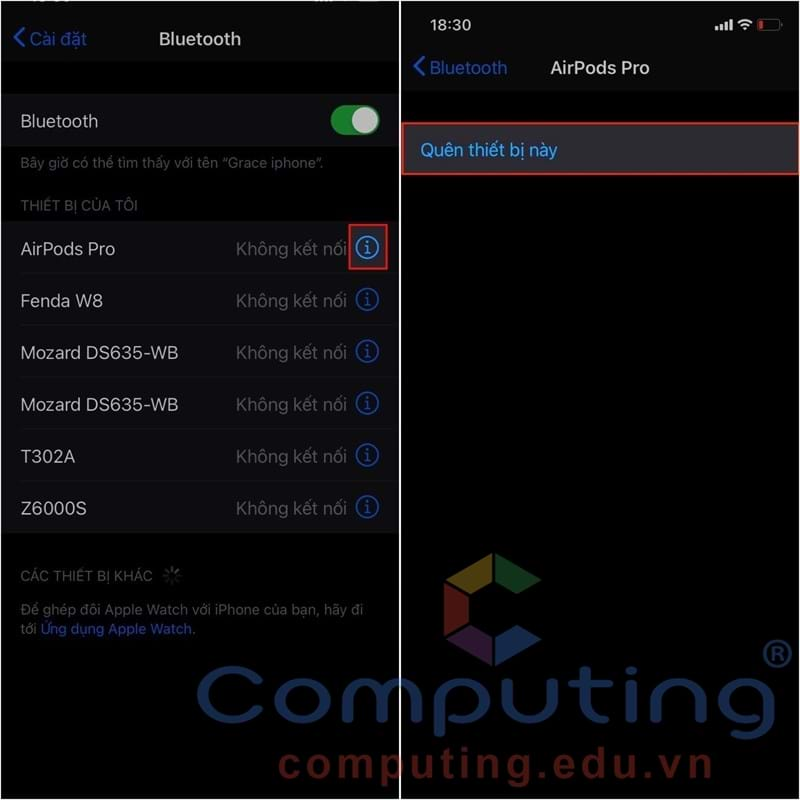 Cài đặt
Bluetooth
Bluetooth
Bây giờ có thể tìm thấy với tên “Grace iphone”.
THIẾT BỊ CỦA TÔI
AirPods Pro Không kết nối
Fenda W8 Không kết nối
Mozard DS635-WB Không kết nối
Mozard DS635-WB Không kết nối
T302A Không kết nối
Z6000S Không kết nối
CÁC THIẾT BỊ KHÁC
Để ghép đôi Apple Watch với iPhone của bạn, hãy đi
tới Ứng dụng Apple Watch.
18:30
Bluetooth
AirPods Pro
Quên thiết bị này
Computing®
computing.edu.vn